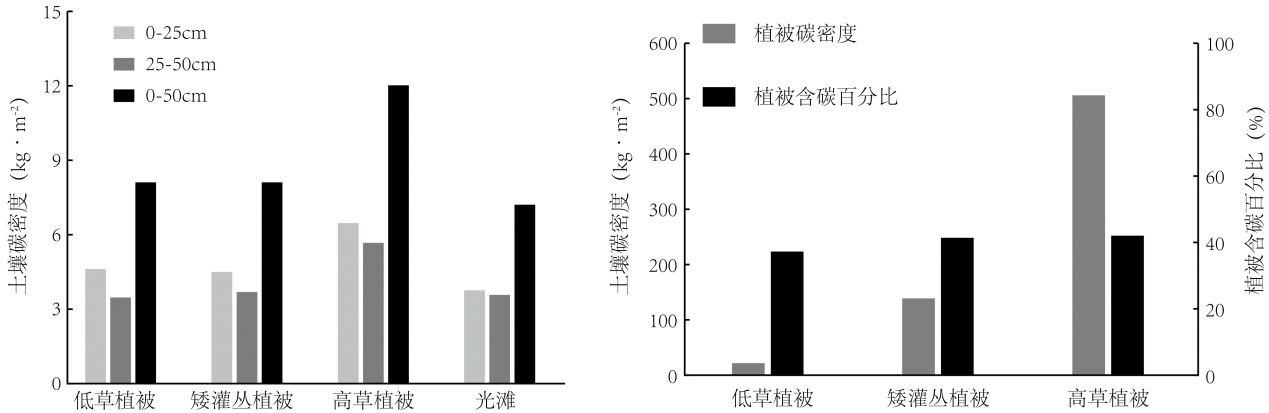 15
12
9
6
3
0
土壤碳密度（kg·m⁻²）
0-25cm
25-50cm
0-50cm
低草植被
矮灌丛植被
高草植被
光滩
600
500
400
300
200
100
0
土壤碳密度（kg·m⁻²）
植被碳密度
植被含碳百分比
100
80
60
40
20
0
植被含碳百分比（%）
低草植被
矮灌丛植被
高草植被